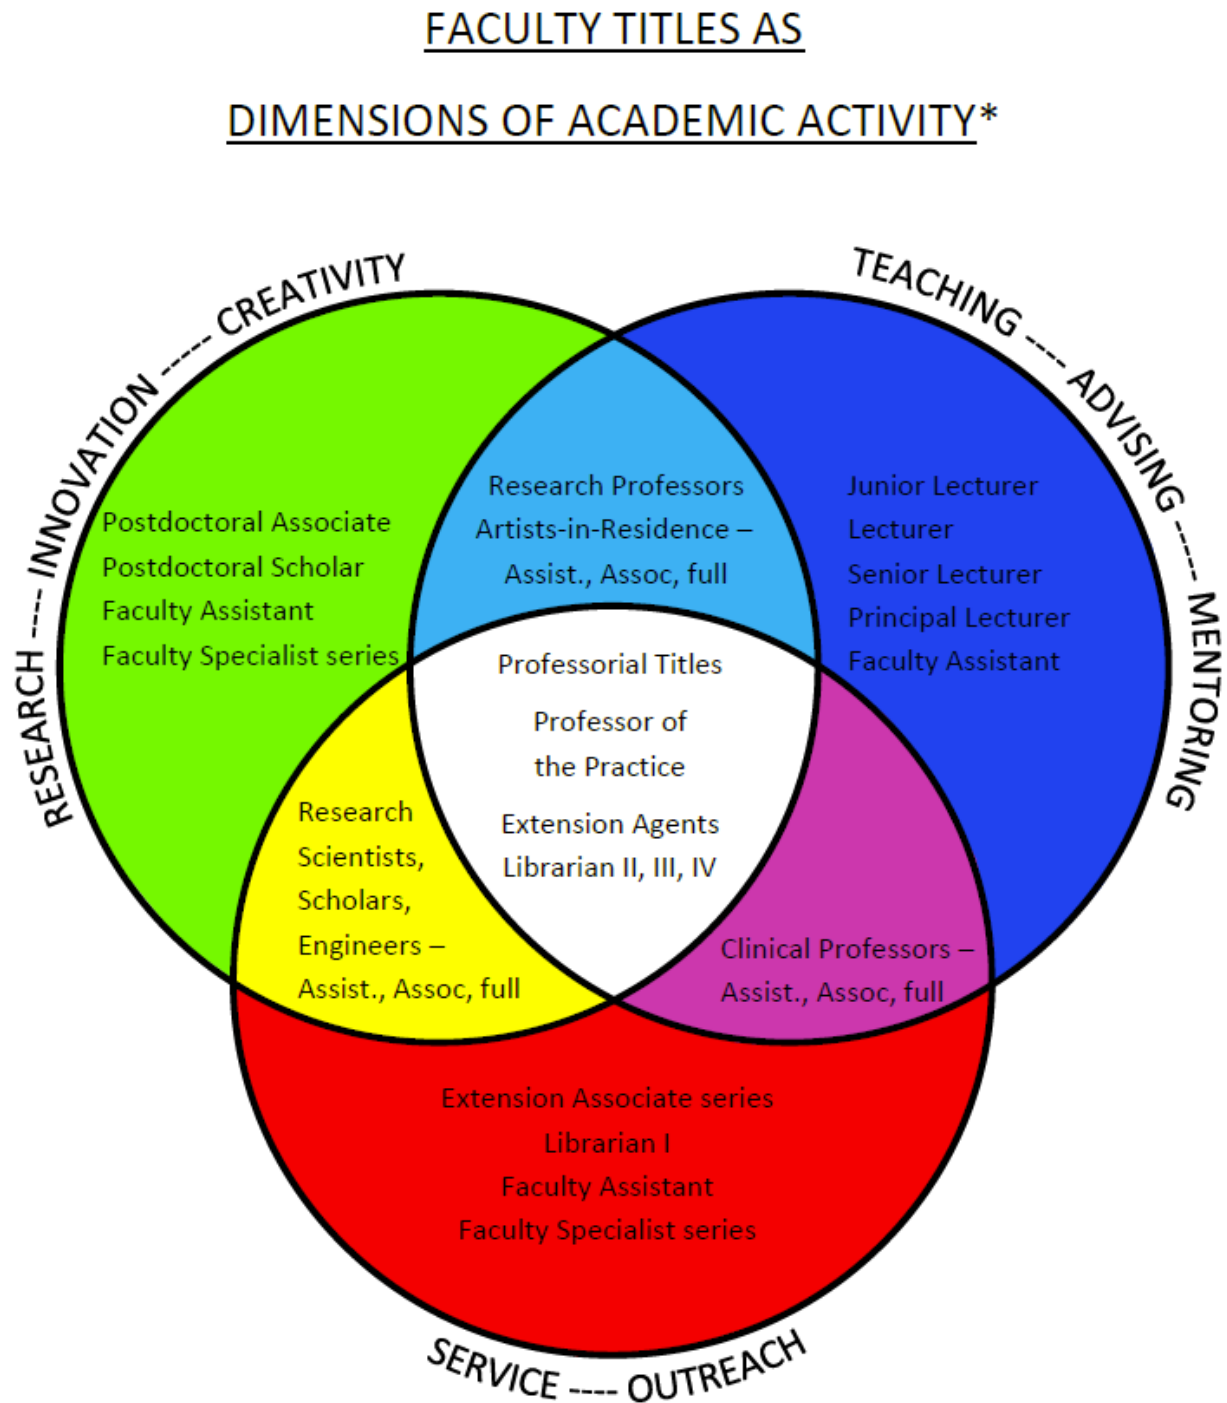 FACULTY TITLES AS
DIMENSIONS OF ACADEMIC ACTIVITY*
RESEARCH ---- INNOVATION ----- CREATIVITY
TEACHING ---- ADVISING ----- MENTORING
Postdoctoral Associate
Postdoctoral Scholar
Faculty Assistant
Faculty Specialist series
Research Professors
Artists-in-Residence –
Assist., Assoc, full
Junior Lecturer
Lecturer
Senior Lecturer
Principal Lecturer
Faculty Assistant
Professorial Titles
Professor of
the Practice
Extension Agents
Librarian II, III, IV
Research
Scientists,
Scholars,
Engineers –
Assist., Assoc, full
Clinical Professors –
Assist., Assoc, full
Extension Associate series
Librarian I
Faculty Assistant
Faculty Specialist series
SERVICE ---- OUTREACH